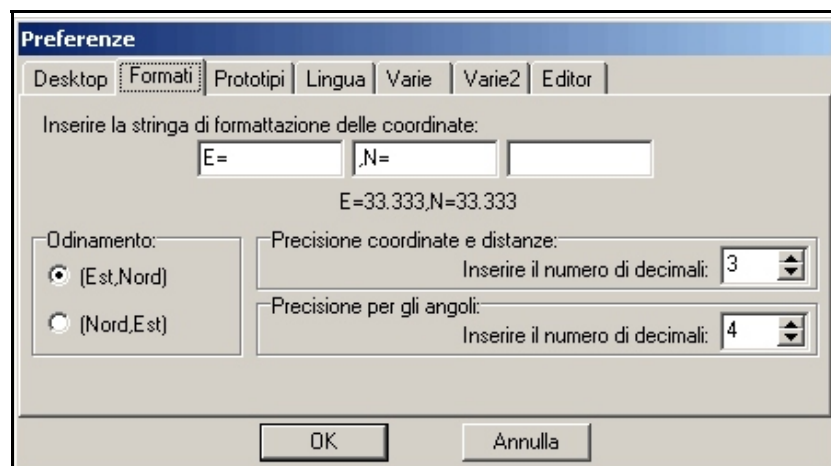 Preferenze
Desktop Formati Prototipi Lingua Varie Varie2 Editor
Inserire la stringa di formattazione delle coordinate:
E= ,N=
E=33.333,N=33.333
Odinamento:
(Est,Nord)
(Nord,Est)
Precisione coordinate e distanze:
Inserire il numero di decimali: 3
Precisione per gli angoli:
Inserire il numero di decimali: 4
OK Annulla